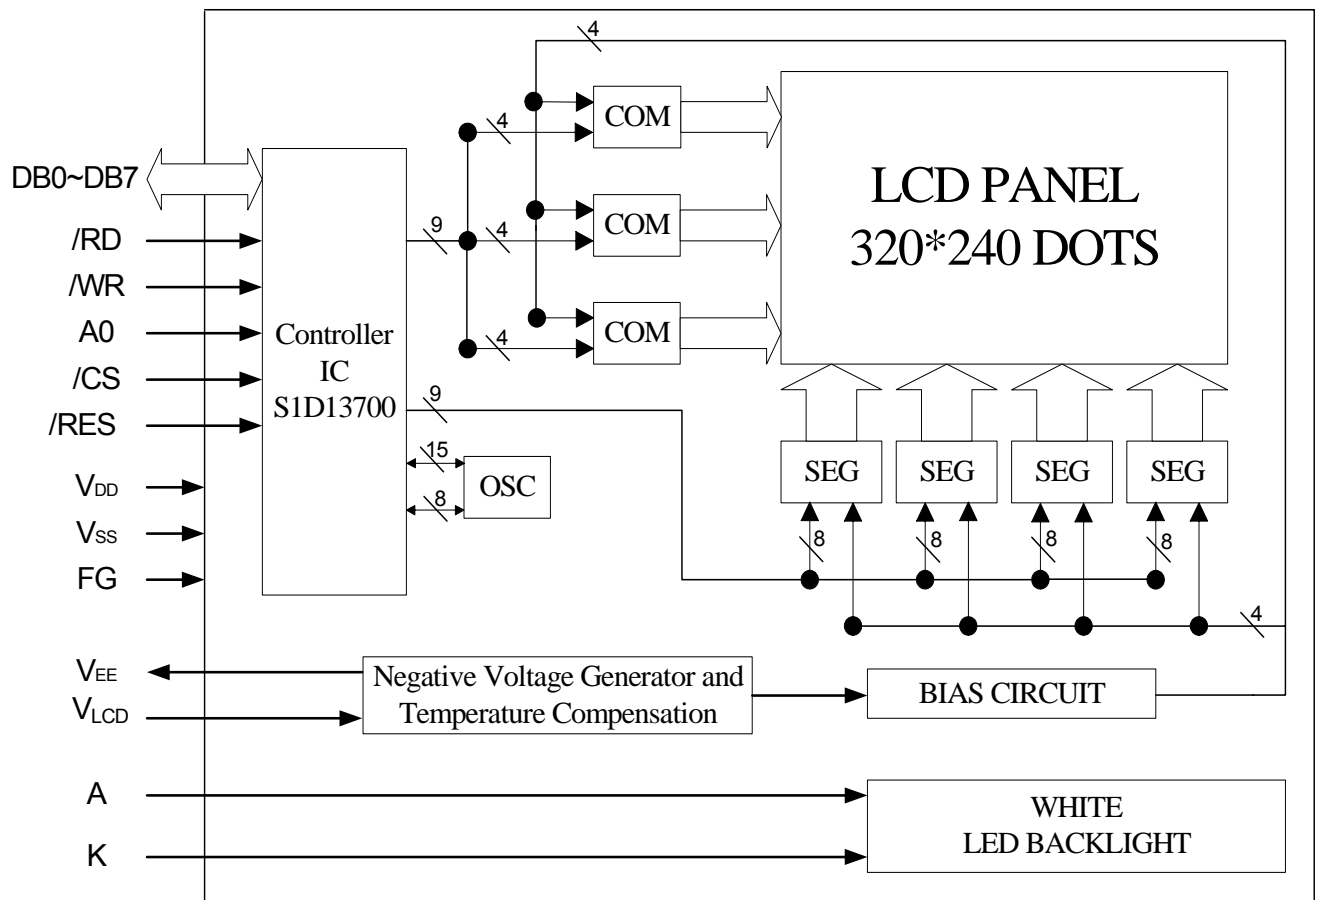 4
COM
4
LCD PANEL
320*240 DOTS
DB0~DB7
/RD
/WR
A0
/CS
/RES
VDD
VSS
FG
Controller
IC
S1D13700
9
COM
4
COM
4
9
15
8
OSC
SEG
SEG
SEG
SEG
8
8
8
8
4
VEE
VLCD
Negative Voltage Generator and
Temperature Compensation
BIAS CIRCUIT
A
K
WHITE
LED BACKLIGHT